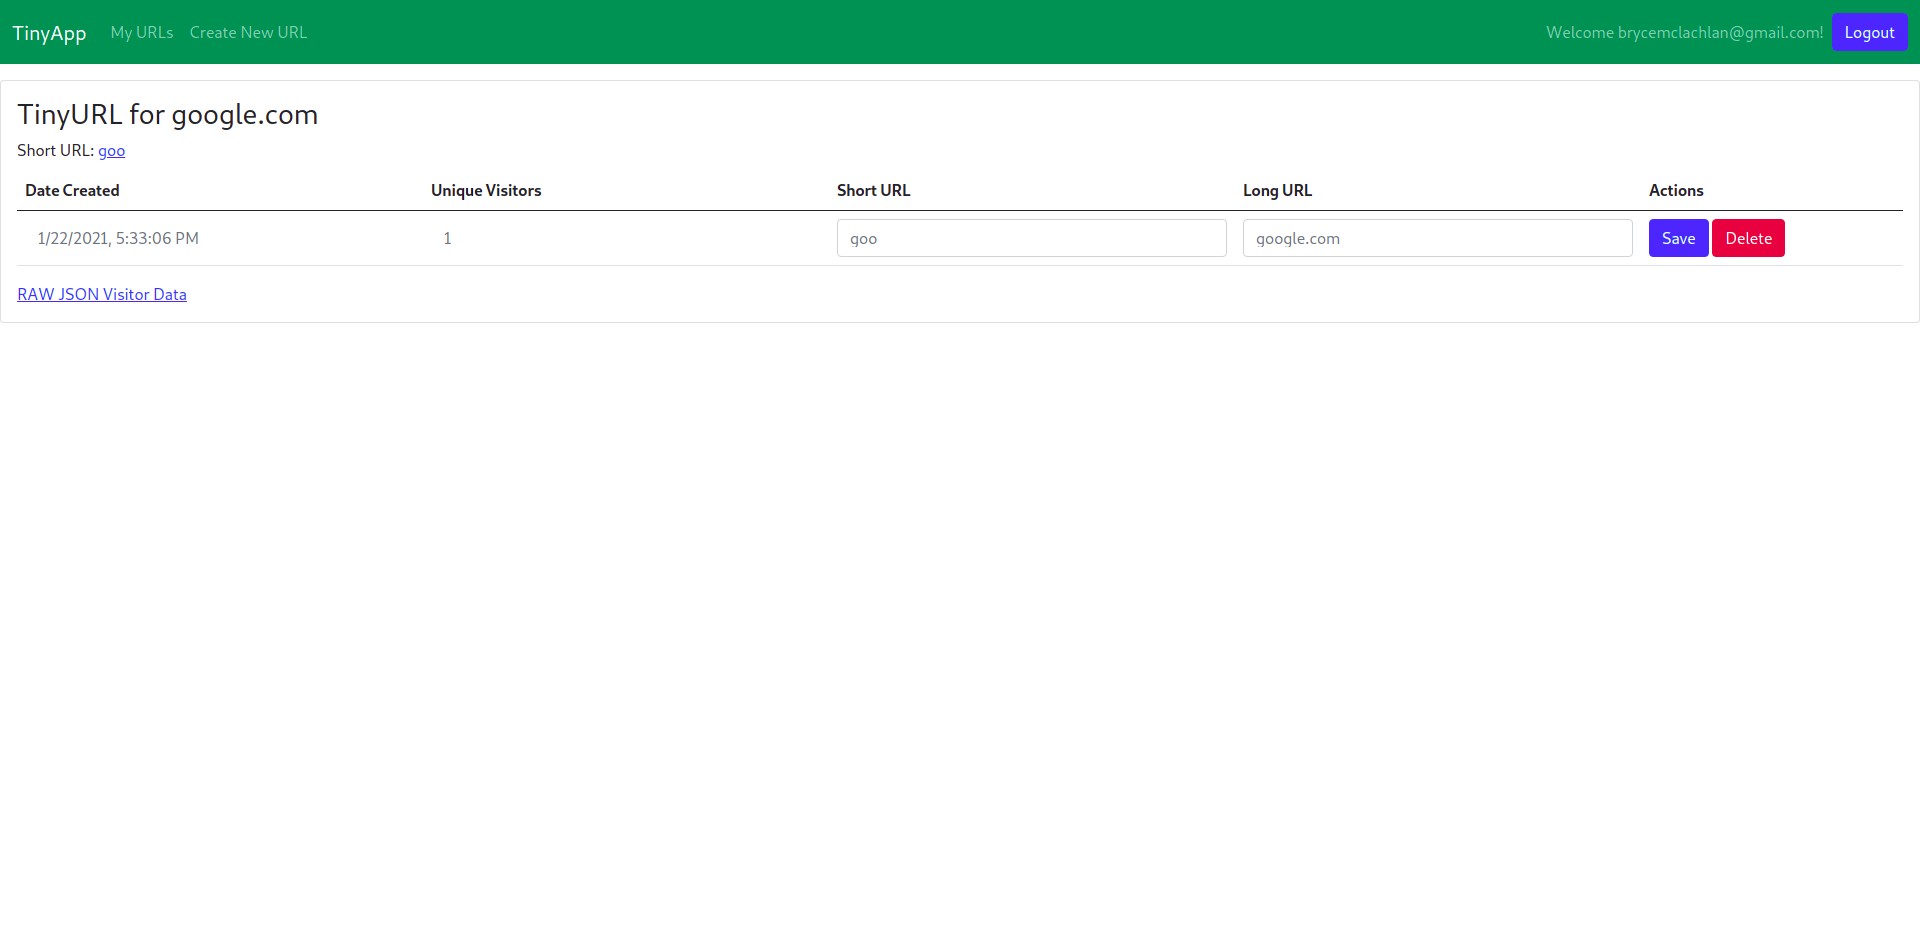 TinyApp My URLs Create New URL Welcome brycemclachlan@gmail.com! Logout
TinyURL for google.com
Short URL: goo
Date Created Unique Visitors Short URL Long URL Actions
1/22/2021, 5:33:06 PM 1 goo google.com Save Delete
RAW JSON Visitor Data